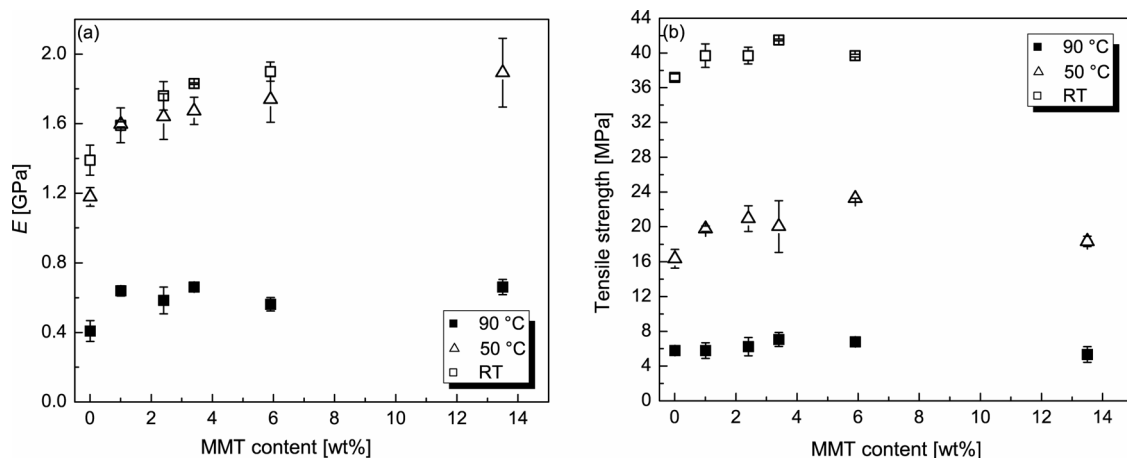 (a)
E [GPa]
2.0
1.6
1.2
0.8
0.4
0.0
90 °C
50 °C
RT
0 2 4 6 8 10 12 14
MMT content [wt%]
(b)
Tensile strength [MPa]
44
40
36
32
28
24
20
16
12
8
4
0
90 °C
50 °C
RT
0 2 4 6 8 10 12 14
MMT content [wt%]